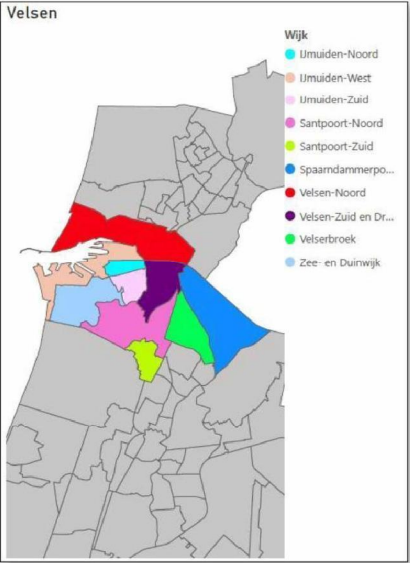 Velsen
Wijk
IJmuiden-Noord
IJmuiden-West
IJmuiden-Zuid
Santpoort-Noord
Santpoort-Zuid
Spaarndammerpo...
Velsen-Noord
Velsen-Zuid en Dr...
Velserbroek
Zee- en Duinwijk